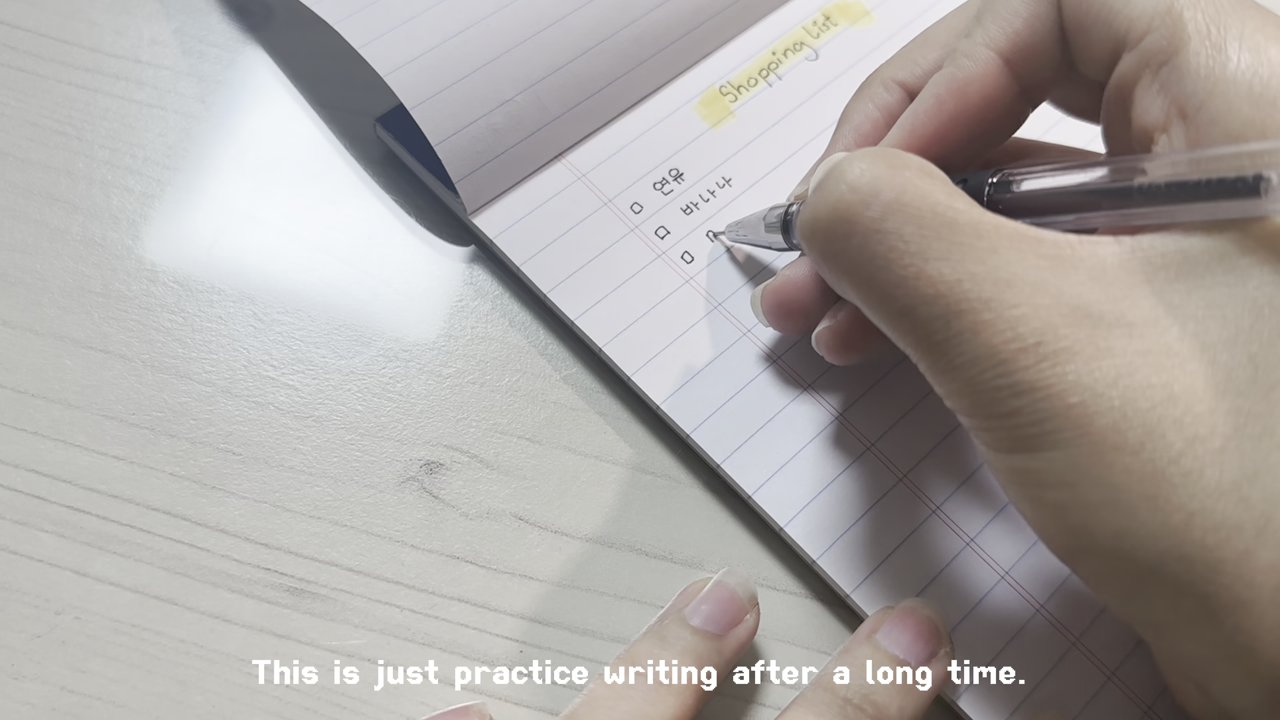 Shopping list
연유
바나나
This is just practice writing after a long time.